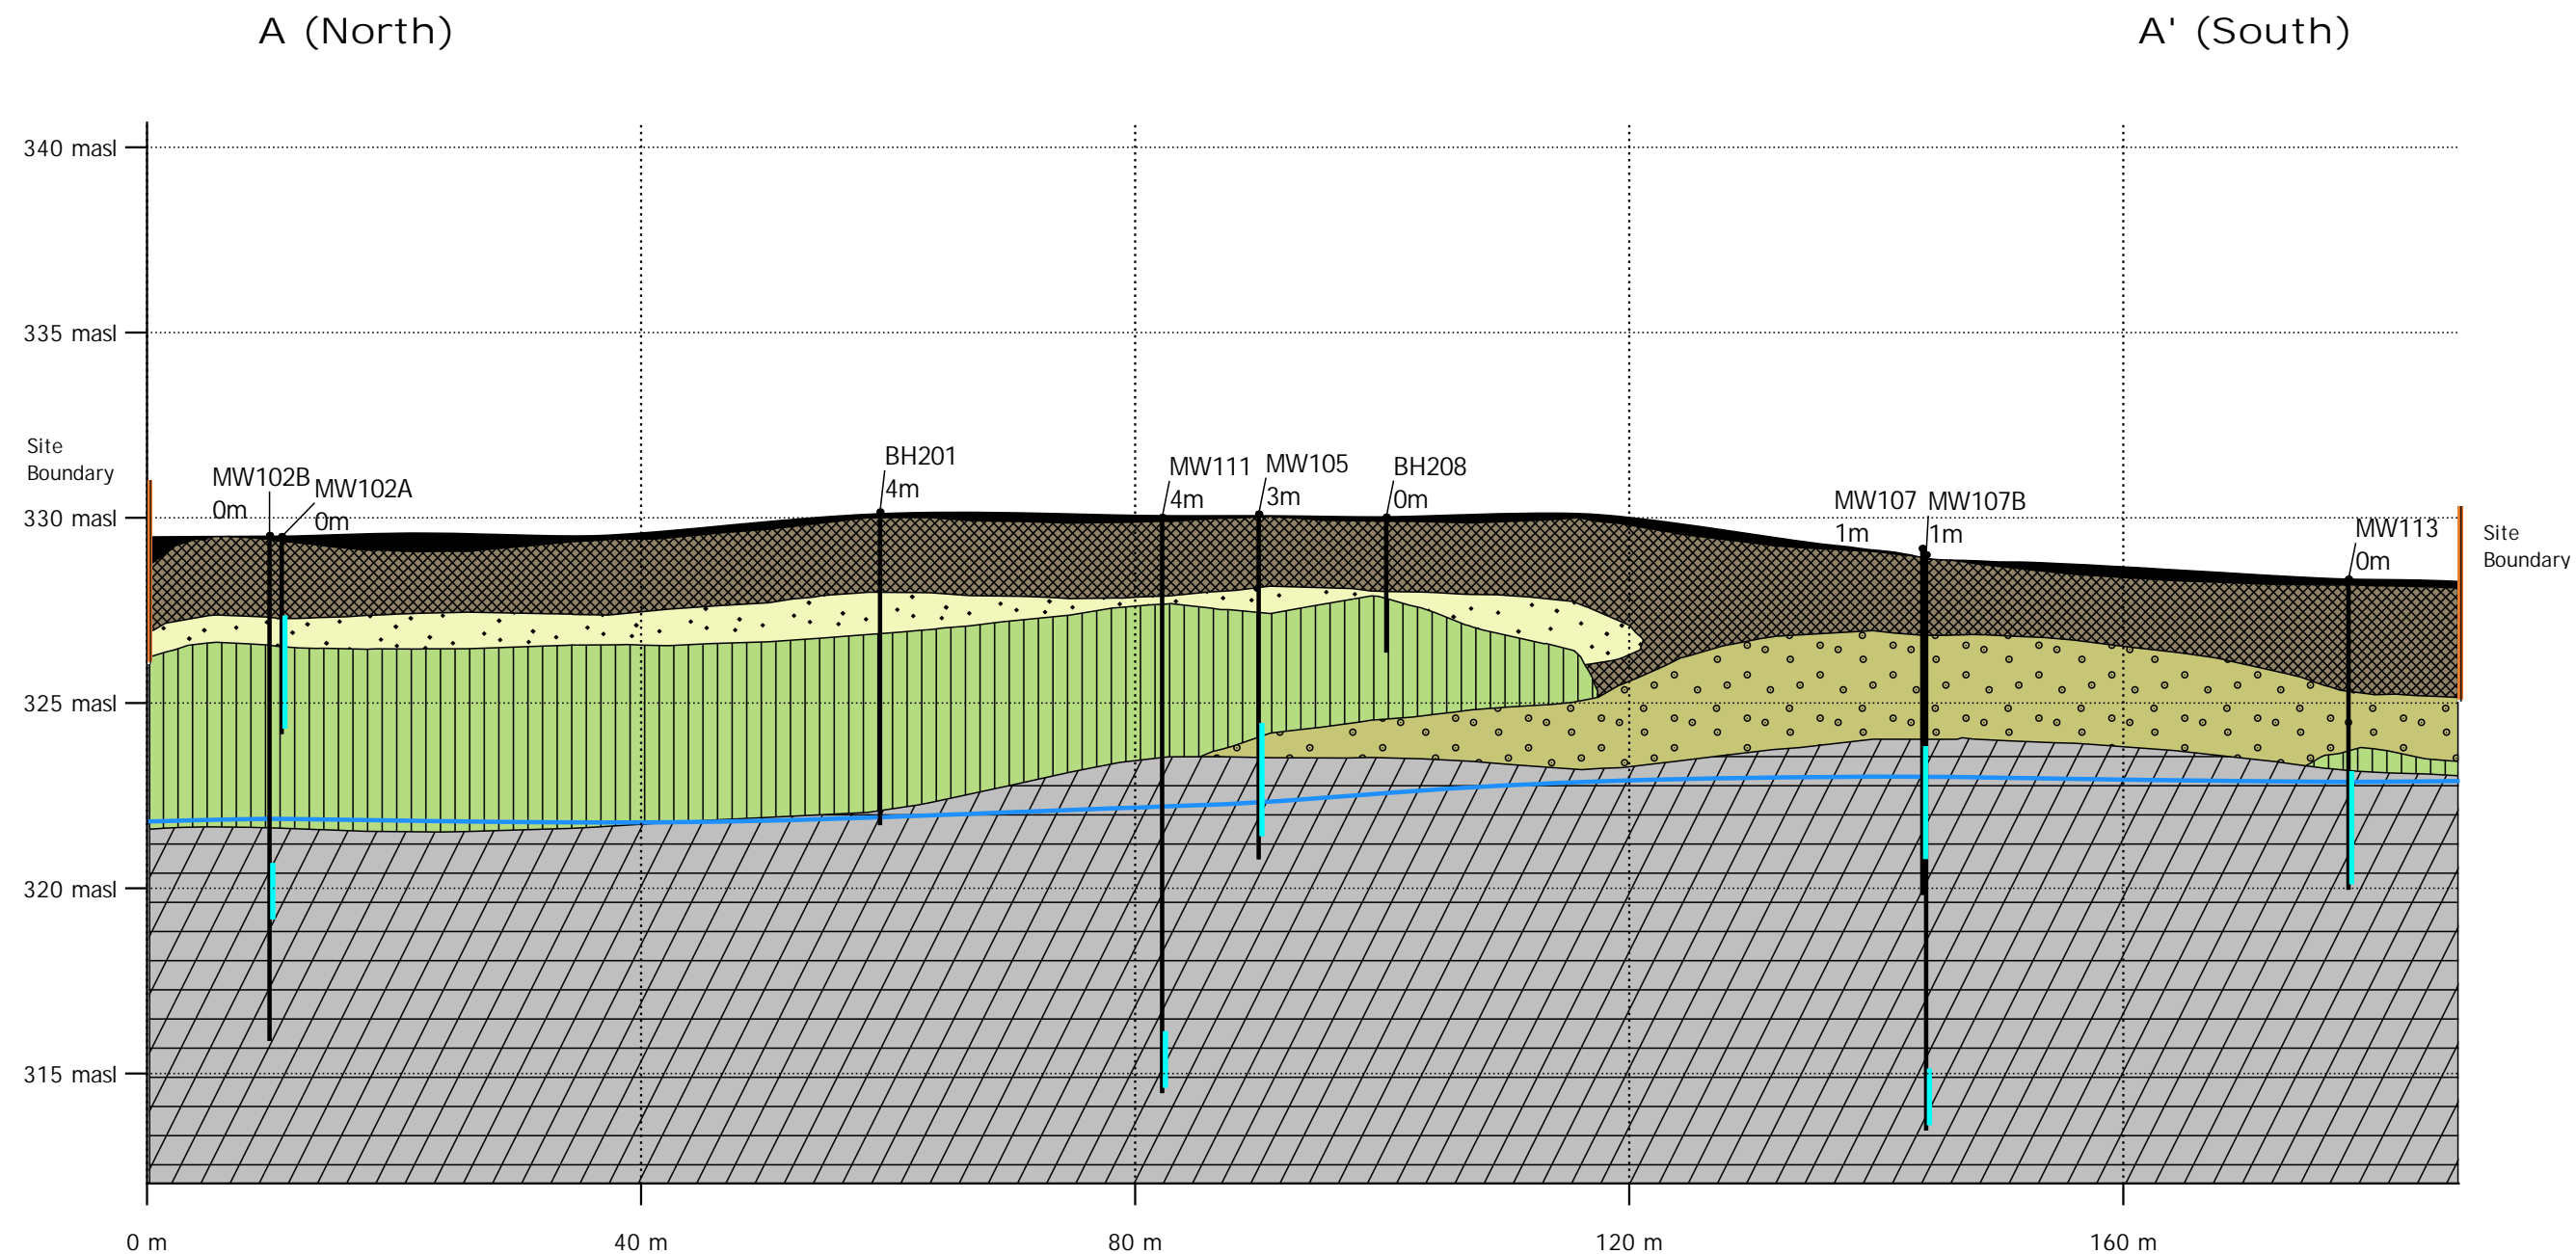 A (North)
A' (South)
340 masl
335 masl
Site
Boundary
330 masl
325 masl
320 masl
315 masl
MW102B
0m
MW102A
0m
BH201
4m
MW111
4m
MW105
3m
BH208
0m
MW107
1m
MW107B
1m
MW113
0m
Site
Boundary
0 m
40 m
80 m
120 m
160 m